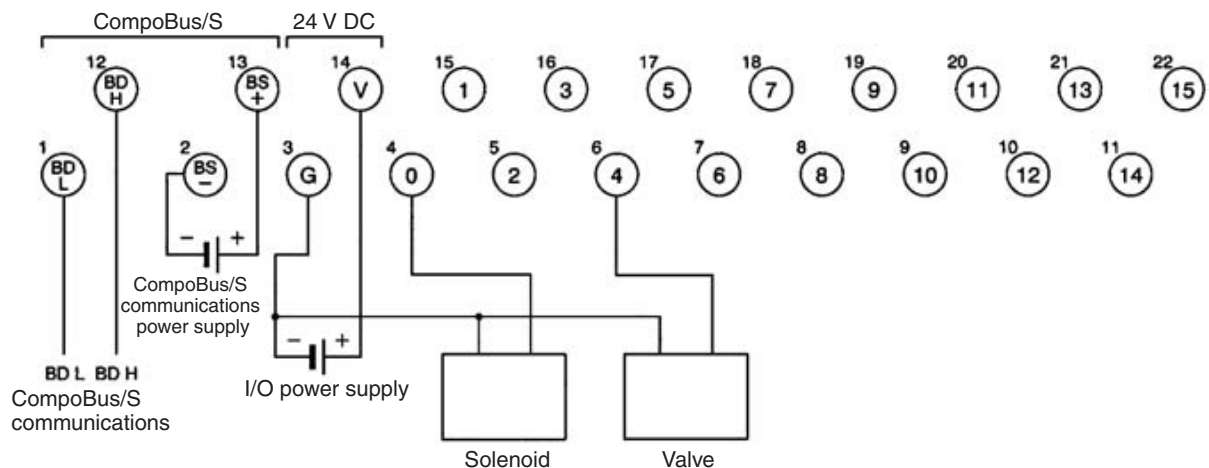 CompoBus/S 24 V DC
12 13 14 15 16 17 18 19 20 21 22
BD H BS + V 1 3 5 7 9 11 13 15
1 2 3 4 5 6 7 8 9 10 11
BD L BS − G 0 2 4 6 8 10 12 14
− +
CompoBus/S
communications
power supply
− +
I/O power supply
BD L BD H
CompoBus/S
communications
Solenoid Valve